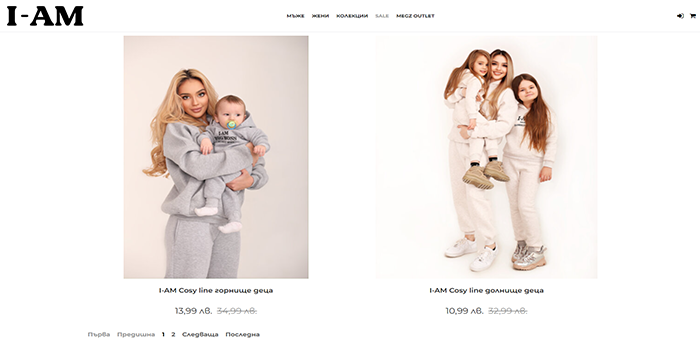 I-AM
МЪЖЕ ЖЕНИ КОЛЕКЦИИ SALE MEGZ OUTLET
I AM
I-AM Cosy line горнище деца
I-AM Cosy line долнище деца
13,99 лв. 34,99 лв.
10,99 лв. 32,99 лв.
Първа Предишна 1 2 Следваща Последна